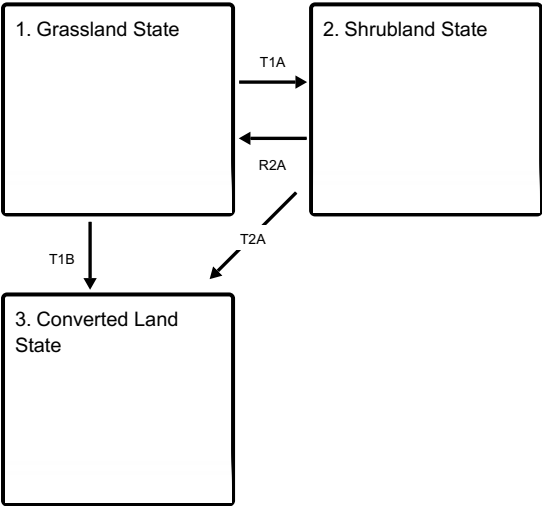 1. Grassland State
2. Shrubland State
T1A
R2A
T1B
T2A
3. Converted Land
State